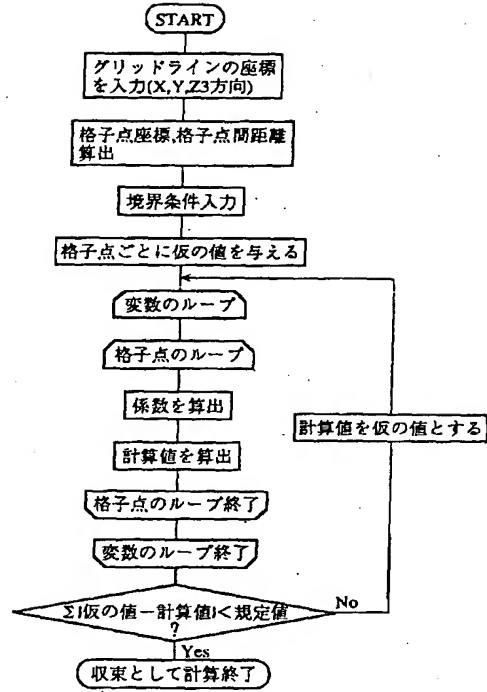 START
グリッドラインの座標
を入力(X,Y,Z3方向)
格子点座標,格子点間距離
算出
境界条件入力
格子点ごとに仮の値を与える
変数のループ
格子点のループ
係数を算出
計算値を算出
計算値を仮の値とする
格子点のループ終了
変数のループ終了
Σ|仮の値－計算値|<規定値
?
No
Yes
収束として計算終了